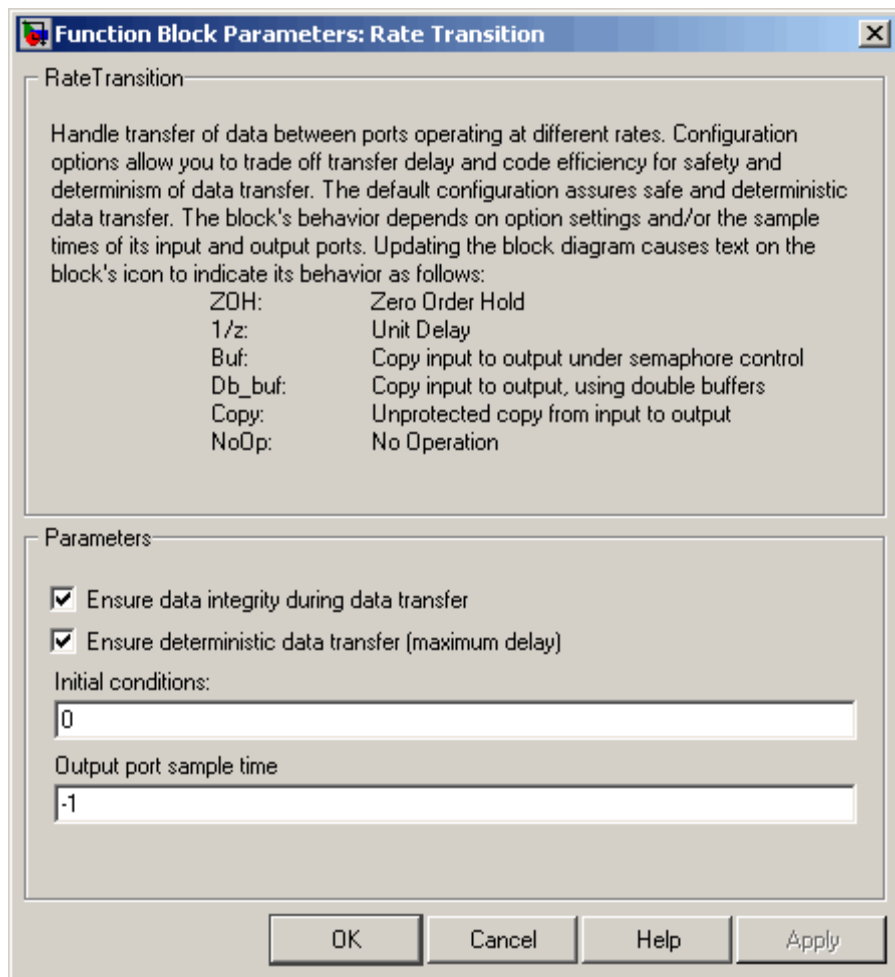 Function Block Parameters: Rate Transition
RateTransition
Handle transfer of data between ports operating at different rates. Configuration
options allow you to trade off transfer delay and code efficiency for safety and
determinism of data transfer. The default configuration assures safe and deterministic
data transfer. The block's behavior depends on option settings and/or the sample
times of its input and output ports. Updating the block diagram causes text on the
block's icon to indicate its behavior as follows:
ZOH: Zero Order Hold
1/z: Unit Delay
Buf: Copy input to output under semaphore control
Db_buf: Copy input to output, using double buffers
Copy: Unprotected copy from input to output
NoOp: No Operation
Parameters
Ensure data integrity during data transfer
Ensure deterministic data transfer (maximum delay)
Initial conditions:
0
Output port sample time
-1
OK Cancel Help Apply